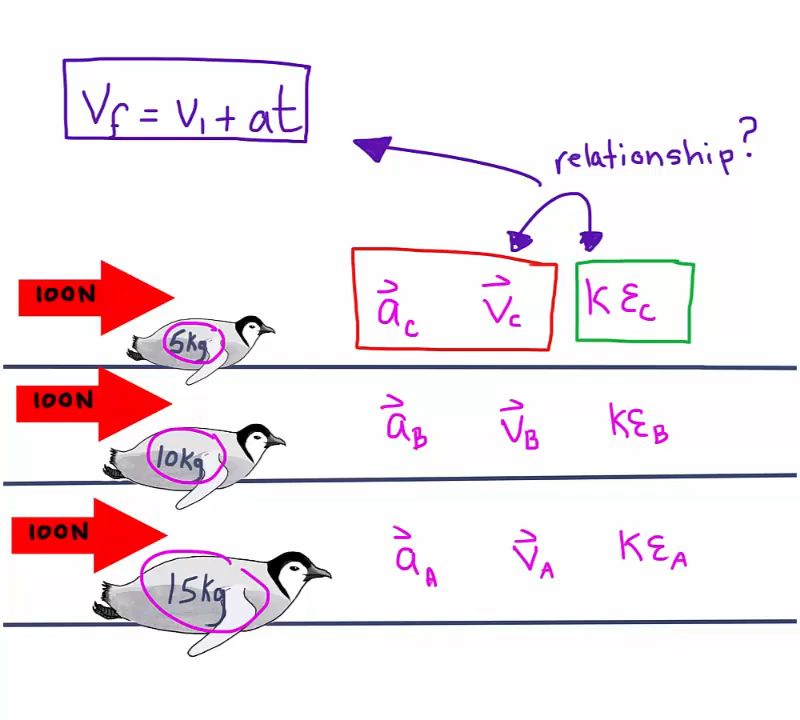 Vf = V1 + at
relationship?
100N
5kg
a⃗C V⃗C KEC
100N
10kg
a⃗B V⃗B KEB
100N
15kg
a⃗A V⃗A KEA